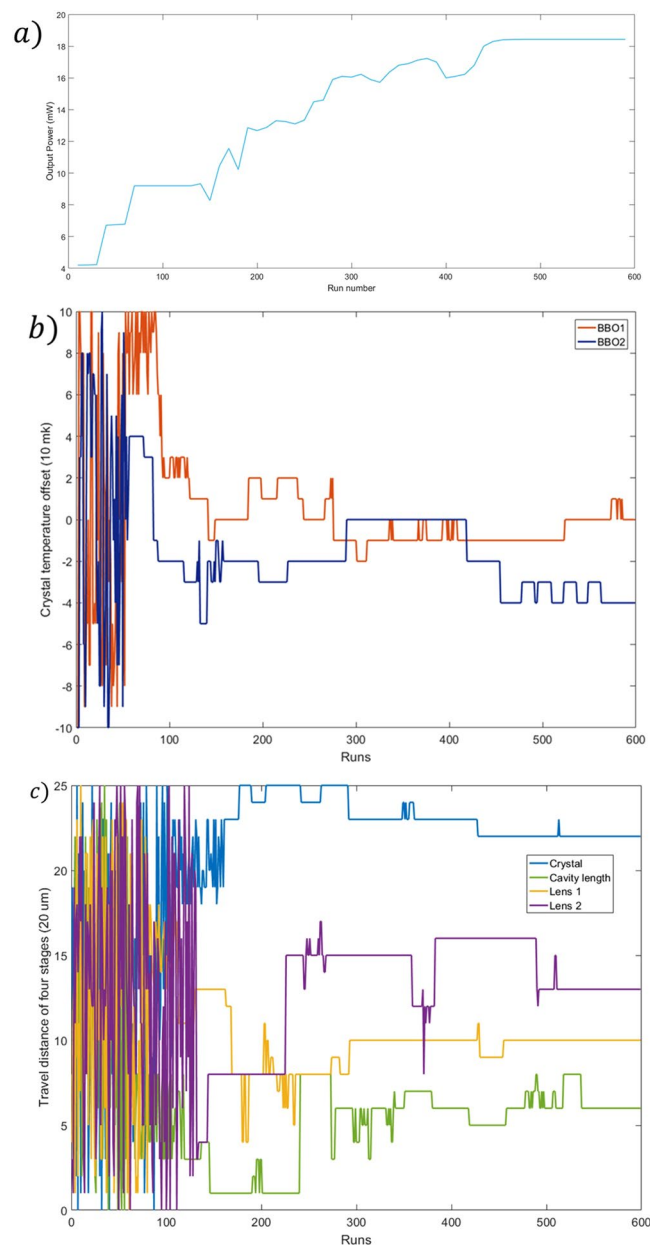 a)
20
18
16
14
12
10
8
6
4
Output Power (mW)
0 100 200 300 400 500 600
Run number
b)
10
8
6
4
2
0
-2
-4
-6
-8
-10
Crystal temperature offset (10 mk)
BBO1
BBO2
0 100 200 300 400 500 600
Runs
c)
25
20
15
10
5
0
Travel distance of four stages (20 um)
Crystal
Cavity length
Lens 1
Lens 2
0 100 200 300 400 500 600
Runs